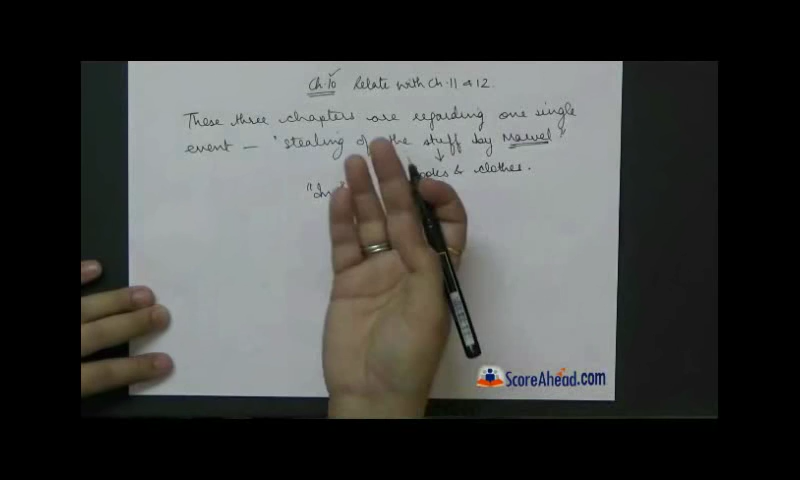 Ch.10 Relate with Ch.11 & 12.
These three chapters are regarding one single
event - "stealing of the stuff by Marvel"
& clothes.
ScoreAhead.com